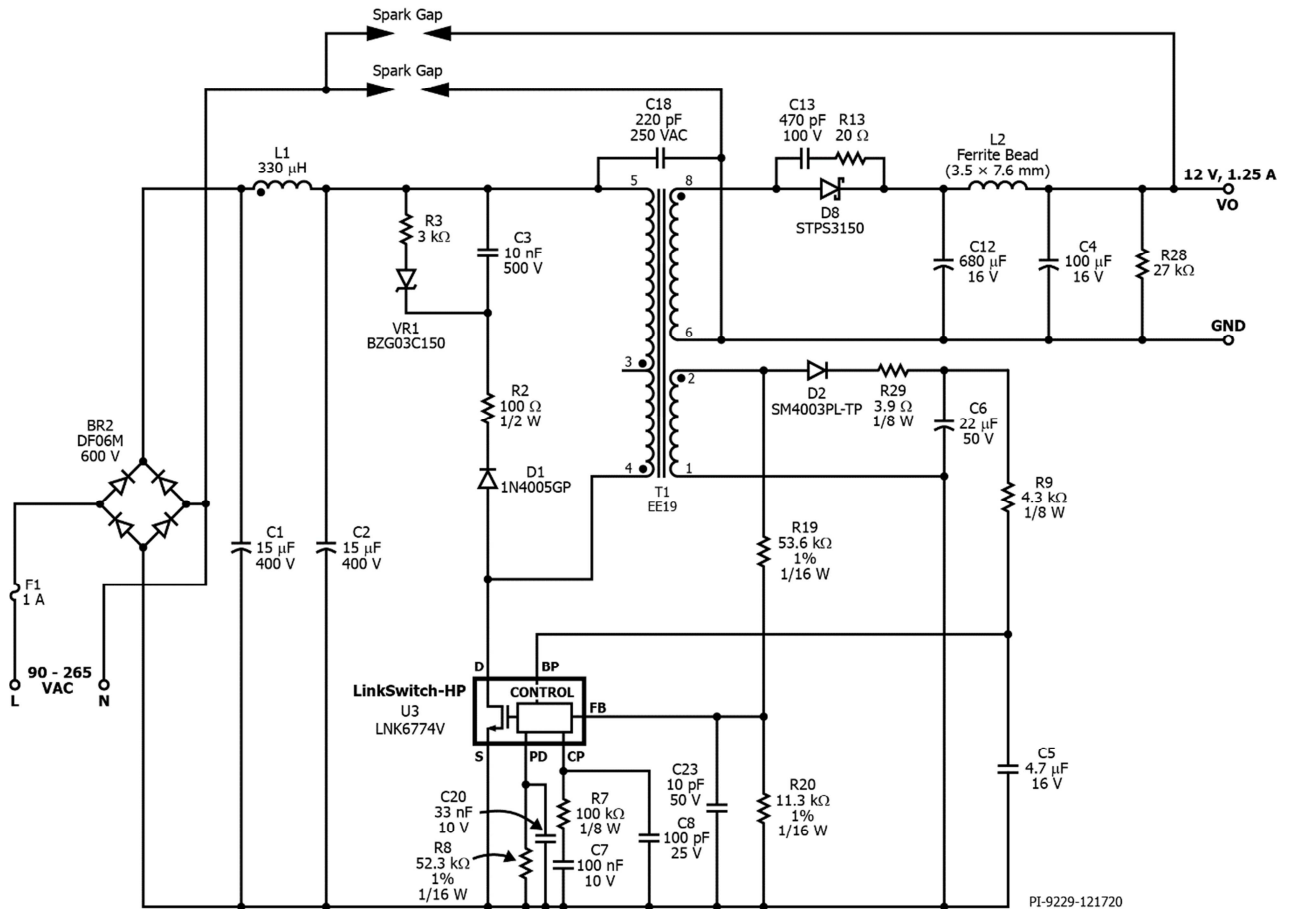 Spark Gap
Spark Gap
C18
220 pF
250 VAC
C13
470 pF
100 V
R13
20 Ω
L2
Ferrite Bead
(3.5 × 7.6 mm)
L1
330 µH
5
8
12 V, 1.25 A
VO
R3
3 kΩ
C3
10 nF
500 V
D8
STPS3150
C12
680 µF
16 V
C4
100 µF
16 V
R28
27 kΩ
VR1
BZG03C150
6
GND
3
2
D2
SM4003PL-TP
R29
3.9 Ω
1/8 W
C6
22 µF
50 V
R2
100 Ω
1/2 W
BR2
DF06M
600 V
D1
1N4005GP
4
1
T1
EE19
R9
4.3 kΩ
1/8 W
C1
15 µF
400 V
C2
15 µF
400 V
R19
53.6 kΩ
1%
1/16 W
F1
1 A
90 - 265
VAC
L
N
D
BP
LinkSwitch-HP
U3
LNK6774V
CONTROL
FB
S
PD
CP
C5
4.7 µF
16 V
C23
10 pF
50 V
R20
11.3 kΩ
1%
1/16 W
C20
33 nF
10 V
R7
100 kΩ
1/8 W
C8
100 pF
25 V
R8
52.3 kΩ
1%
1/16 W
C7
100 nF
10 V
PI-9229-121720